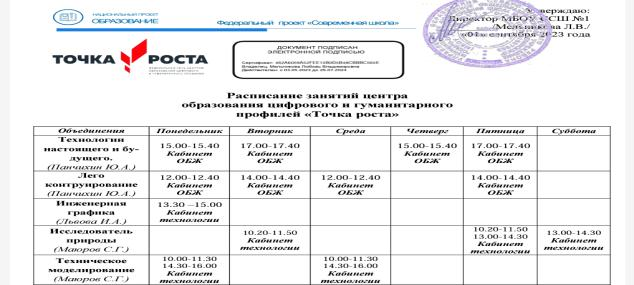 НАЦИОНАЛЬНЫЙ ПРОЕКТ
ОБРАЗОВАНИЕ
Федеральный проект «Современная школа»
Утверждаю:
Директор МБОУ ССШ №1
/Мельникова Л.В./
«01» сентября 2023 года
ТОЧКА РОСТА
ДОКУМЕНТ ПОДПИСАН
ЭЛЕКТРОННОЙ ПОДПИСЬЮ
Расписание занятий центра
образования цифрового и гуманитарного
профилей «Точка роста»
Объединения Понедельник Вторник Среда Четверг Пятница Суббота
Технологии
настоящего и бу-
дущего.
(Панчихин Ю.А.)
15.00-15.40
Кабинет
ОБЖ
17.00-17.40
Кабинет
ОБЖ
15.00-15.40
Кабинет
ОБЖ
17.00-17.40
Кабинет
ОБЖ
Лего
контруирование
(Панчихин Ю.А.)
12.00-12.40
Кабинет
ОБЖ
14.00-14.40
Кабинет
ОБЖ
12.00-12.40
Кабинет
ОБЖ
14.00-14.40
Кабинет
ОБЖ
Инженерная
графика
(Львова И.А.)
13.30 –15.00
Кабинет
технологии
Исследователь
природы
(Маюров С.Г.)
10.20-11.50
Кабинет
технологии
10.20-11.50
13.00-14.30
Кабинет
технологии
13.00-14.30
Кабинет
технологии
Техническое
моделирование
(Маюров С.Г.)
10.00-11.30
14.30-16.00
Кабинет
технологии
10.00-11.30
14.30-16.00
Кабинет
технологии